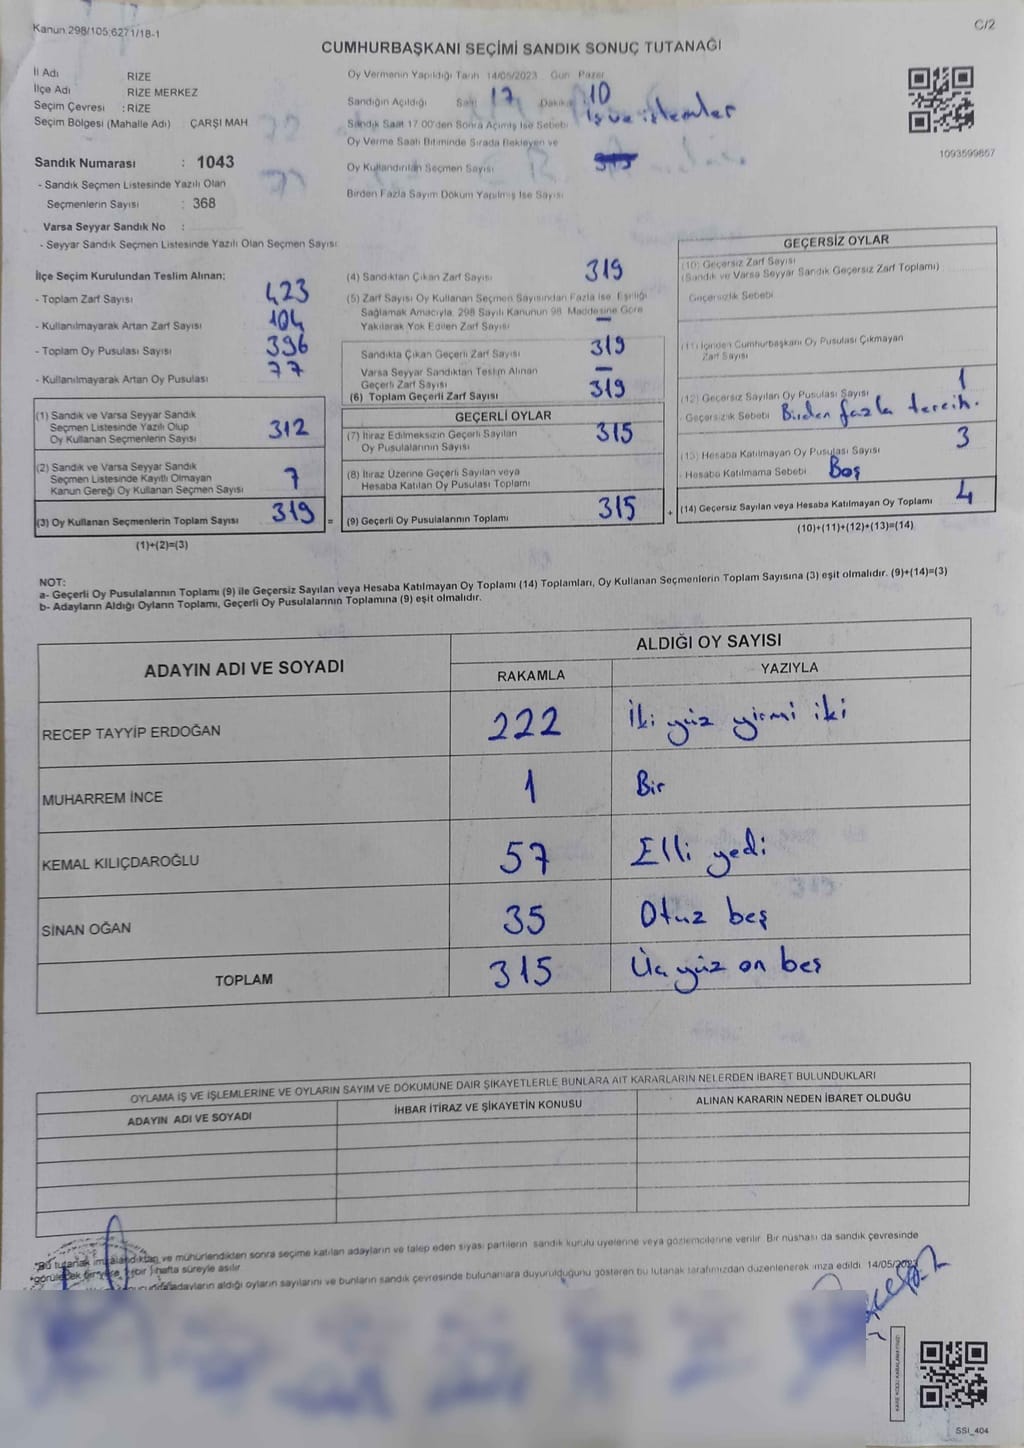 Kanun:298/105;6271/18-1
C/2
CUMHURBAŞKANI SEÇİMİ SANDIK SONUÇ TUTANAĞI
İl Adı RİZE
İlçe Adı RİZE MERKEZ
Seçim Çevresi : RİZE
Seçim Bölgesi (Mahalle Adı) ÇARŞI MAH
Sandık Numarası : 1043
- Sandık Seçmen Listesinde Yazılı Olan
Seçmenlerin Sayısı : 368
Varsa Seyyar Sandık No :
- Seyyar Sandık Seçmen Listesinde Yazılı Olan Seçmen Sayısı
Oy Vermenin Yapıldığı Tarih 14/05/2023 Gün Pazar
Sandığın Açıldığı Saat 17 Dakika 10
Sandık Saat 17:00'den Sonra Açılmış İse Sebebi İş ve işlemler
Oy Verme Saati Bitiminde Sırada Bekleyen ve
Oy Kullandırılan Seçmen Sayısı
Birden Fazla Sayım Döküm Yapılmış İse Sayısı
1093599857
İlçe Seçim Kurulundan Teslim Alınan;
- Toplam Zarf Sayısı 423
- Kullanılmayarak Artan Zarf Sayısı 104
- Toplam Oy Pusulası Sayısı 396
- Kullanılmayarak Artan Oy Pusulası 77
(1) Sandık ve Varsa Seyyar Sandık
Seçmen Listesinde Yazılı Olup
Oy Kullanan Seçmenlerin Sayısı 312
(2) Sandık ve Varsa Seyyar Sandık
Seçmen Listesinde Kayıtlı Olmayan
Kanun Gereği Oy Kullanan Seçmen Sayısı 7
(3) Oy Kullanan Seçmenlerin Toplam Sayısı 319 =
(1)+(2)=(3)
(4) Sandıktan Çıkan Zarf Sayısı 319
(5) Zarf Sayısı Oy Kullanan Seçmen Sayısından Fazla İse, Eşitliği
Sağlamak Amacıyla, 298 Sayılı Kanunun 98. Maddesine Göre
Yakılarak Yok Edilen Zarf Sayısı —
Sandıkta Çıkan Geçerli Zarf Sayısı 319
Varsa Seyyar Sandıktan Teslim Alınan
Geçerli Zarf Sayısı —
(6) Toplam Geçerli Zarf Sayısı 319
GEÇERLİ OYLAR
(7) İtiraz Edilmeksizin Geçerli Sayılan
Oy Pusulalarının Sayısı 315
(8) İtiraz Üzerine Geçerli Sayılan veya
Hesaba Katılan Oy Pusulası Toplamı
(9) Geçerli Oy Pusulalarının Toplamı 315 +
GEÇERSİZ OYLAR
(10) Geçersiz Zarf Sayısı
(Sandık ve Varsa Seyyar Sandık Geçersiz Zarf Toplamı)
Geçersizlik Sebebi
(11) İçinden Cumhurbaşkanı Oy Pusulası Çıkmayan
Zarf Sayısı
(12) Geçersiz Sayılan Oy Pusulası Sayısı 1
- Geçersizlik Sebebi Birden fazla tercih.
(13) Hesaba Katılmayan Oy Pusulası Sayısı 3
- Hesaba Katılmama Sebebi Boş
(14) Geçersiz Sayılan veya Hesaba Katılmayan Oy Toplamı 4
(10)+(11)+(12)+(13)=(14)
NOT:
a- Geçerli Oy Pusulalarının Toplamı (9) ile Geçersiz Sayılan veya Hesaba Katılmayan Oy Toplamı (14) Toplamları, Oy Kullanan Seçmenlerin Toplam Sayısına (3) eşit olmalıdır. (9)+(14)=(3)
b- Adayların Aldığı Oyların Toplamı, Geçerli Oy Pusulalarının Toplamına (9) eşit olmalıdır.
ADAYIN ADI VE SOYADI
ALDIĞI OY SAYISI
RAKAMLA YAZIYLA
RECEP TAYYİP ERDOĞAN 222 İki yüz yirmi iki
MUHARREM İNCE 1 Bir
KEMAL KILIÇDAROĞLU 57 Elli yedi
SİNAN OĞAN 35 Otuz beş
TOPLAM 315 Üç yüz on beş
OYLAMA İŞ VE İŞLEMLERİNE VE OYLARIN SAYIM VE DÖKÜMÜNE DAİR ŞİKAYETLERLE BUNLARA AİT KARARLARIN NELERDEN İBARET BULUNDUKLARI
ADAYIN ADI VE SOYADI İHBAR İTİRAZ VE ŞİKAYETİN KONUSU ALINAN KARARIN NEDEN İBARET OLDUĞU
*Bu tutanak imzalandıktan ve mühürlendikten sonra seçime katılan adayların ve talep eden siyasi partilerin sandık kurulu üyelerine veya gözlemcilerine verilir. Bir nüshası da sandık çevresinde
görülecek bir yere bir hafta süreyle asılır
adayların aldığı oyların sayılarını ve bunların sandık çevresinde bulunanlara duyurulduğunu gösteren bu tutanak tarafımızdan düzenlenerek imza edildi. 14/05/2023
SSI_404